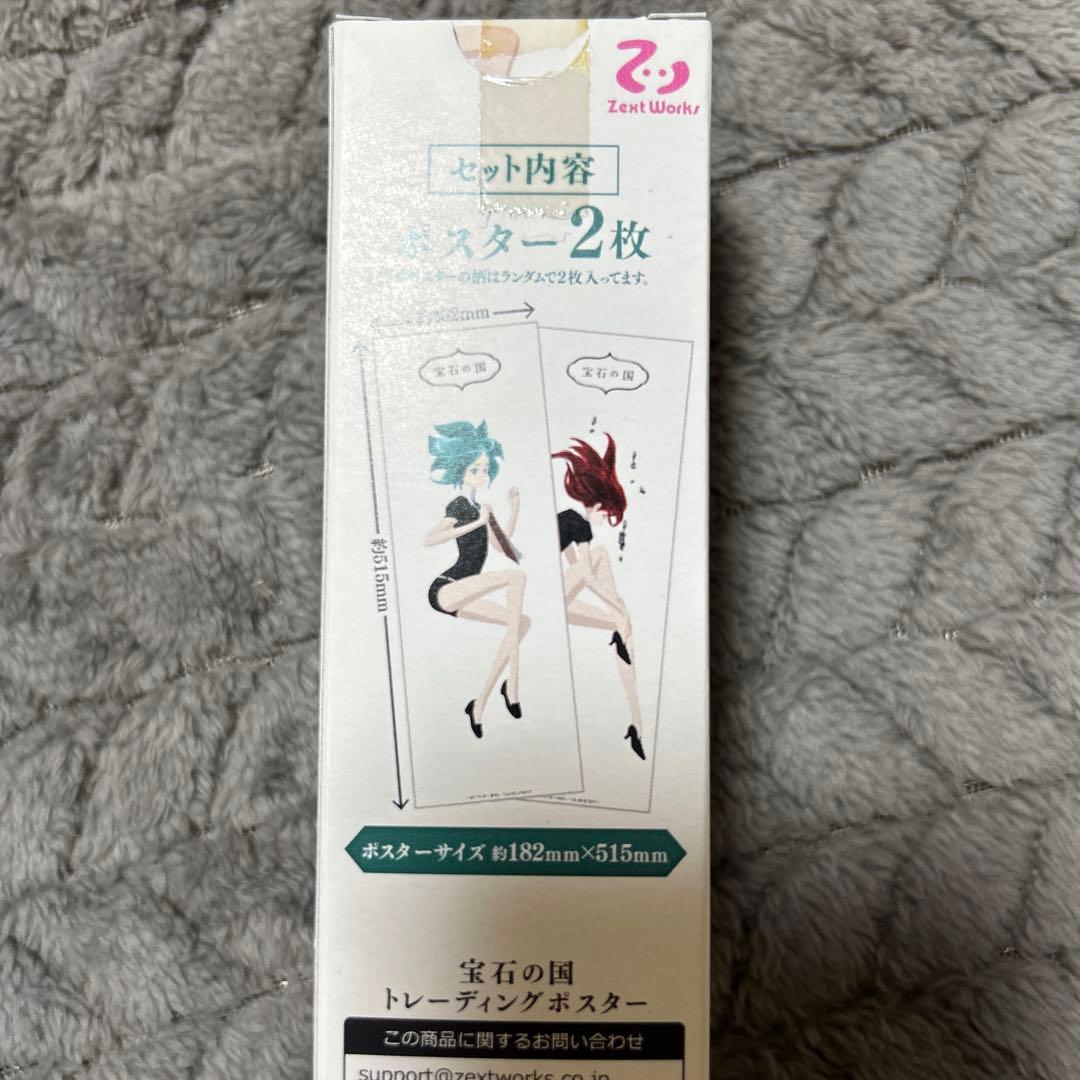 Zext Works
セット内容
ポスター2枚
※ポスターの柄はランダムで2枚入ってます。
宝石の国
宝石の国
約515mm
ポスターサイズ 約182mm×515mm
宝石の国
トレーディングポスター
この商品に関するお問い合わせ
support@zextworks.co.jp